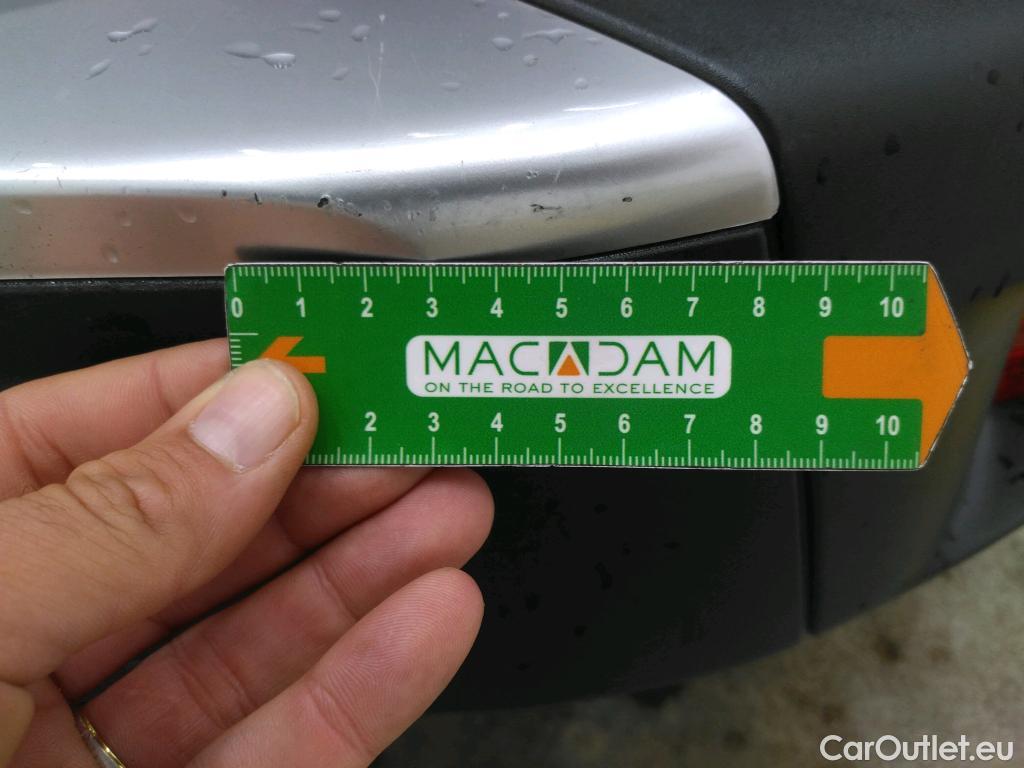 0 1 2 3 4 5 6 7 8 9 10
MACADAM
ON THE ROAD TO EXCELLENCE
2 3 4 5 6 7 8 9 10
CarOutlet.eu